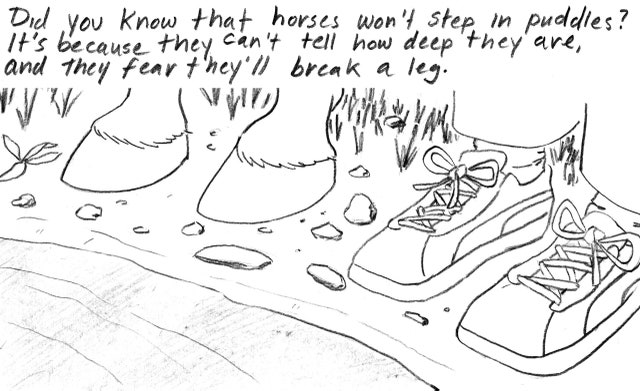 Did you know that horses won't step in puddles?
It's because they can't tell how deep they are,
and they fear they'll break a leg.